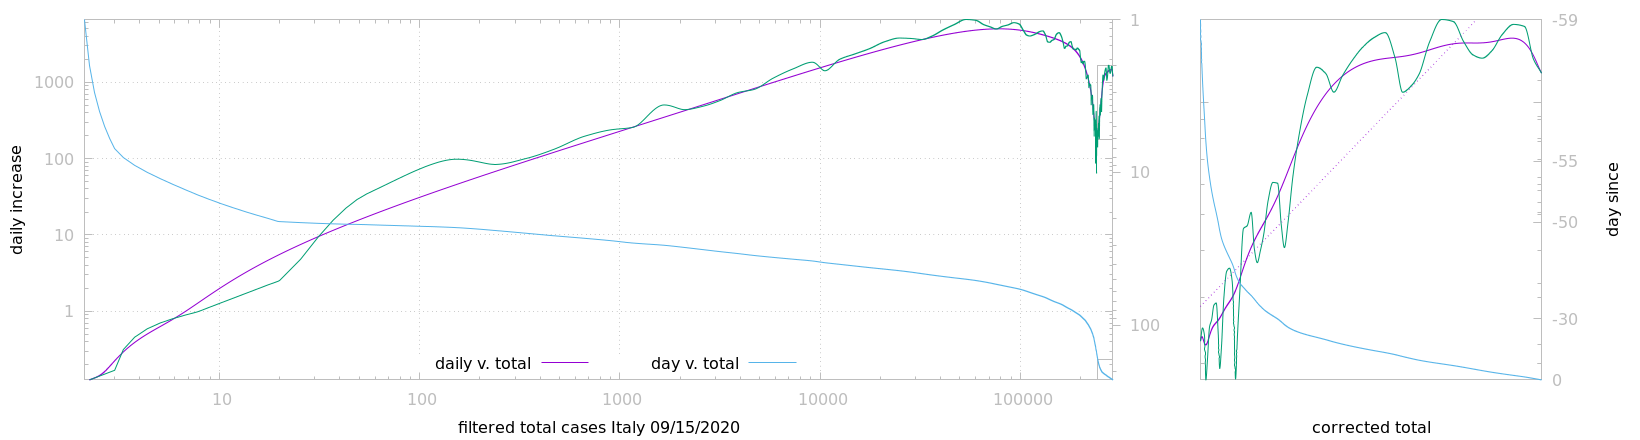 daily increase
1000
100
10
1
1
10
100
10
100
1000
10000
100000
daily v. total
day v. total
filtered total cases Italy 09/15/2020
-59
-55
-50
-30
0
day since
corrected total